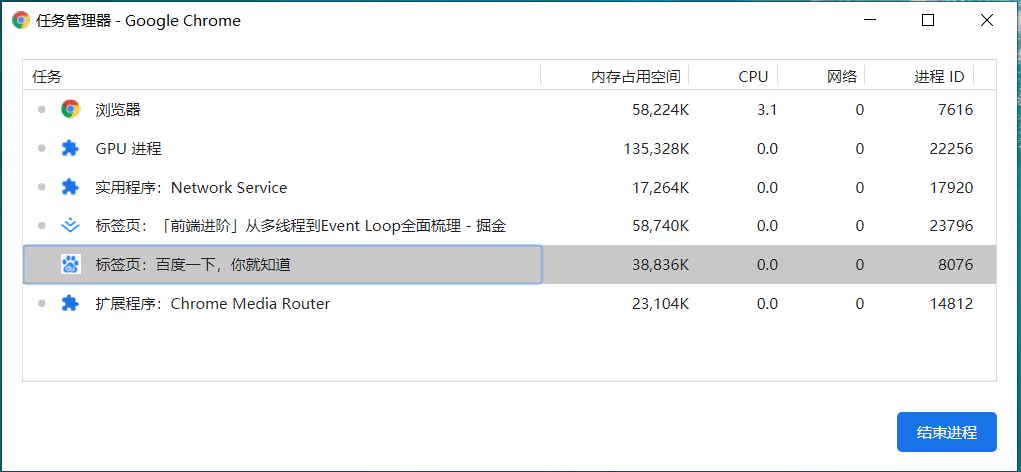 任务管理器 - Google Chrome
任务 内存占用空间 CPU 网络 进程 ID
浏览器 58,224K 3.1 0 7616
GPU 进程 135,328K 0.0 0 22256
实用程序：Network Service 17,264K 0.0 0 17920
标签页：「前端进阶」从多线程到Event Loop全面梳理 - 掘金 58,740K 0.0 0 23796
标签页：百度一下，你就知道 38,836K 0.0 0 8076
扩展程序：Chrome Media Router 23,104K 0.0 0 14812
结束进程